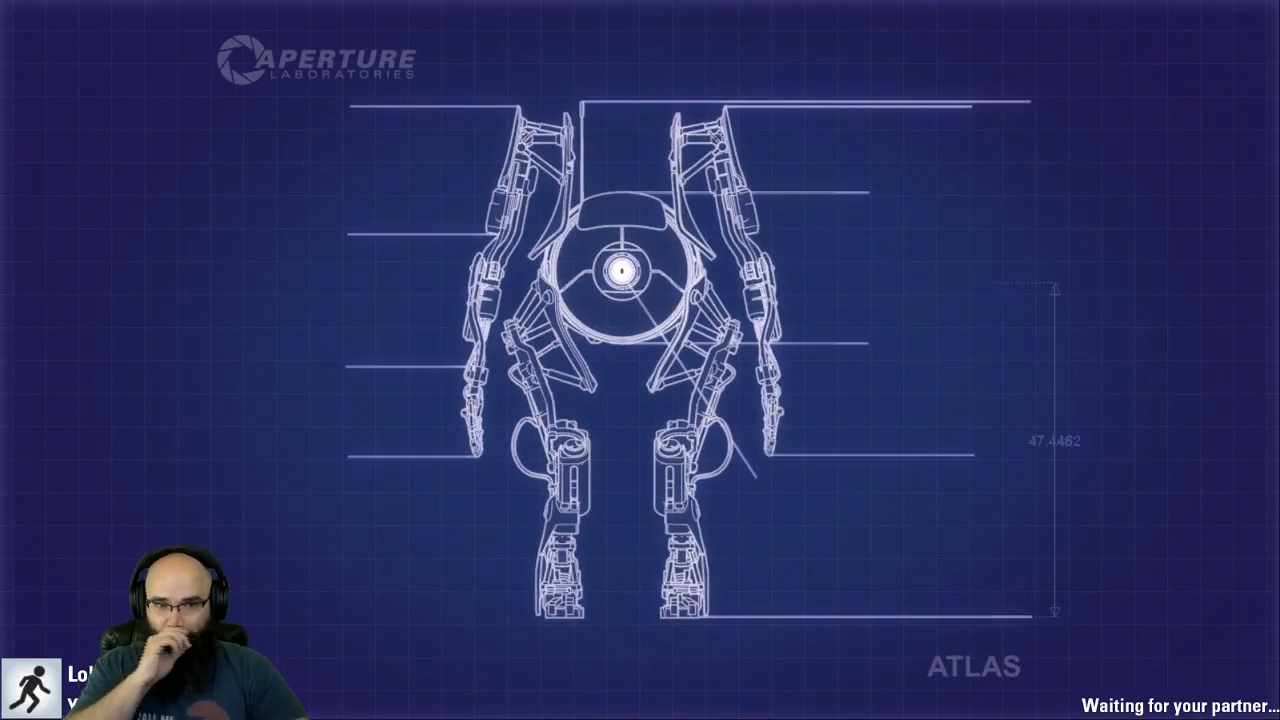 APERTURE
LABORATORIES
47.4462
ATLAS
Waiting for your partner...